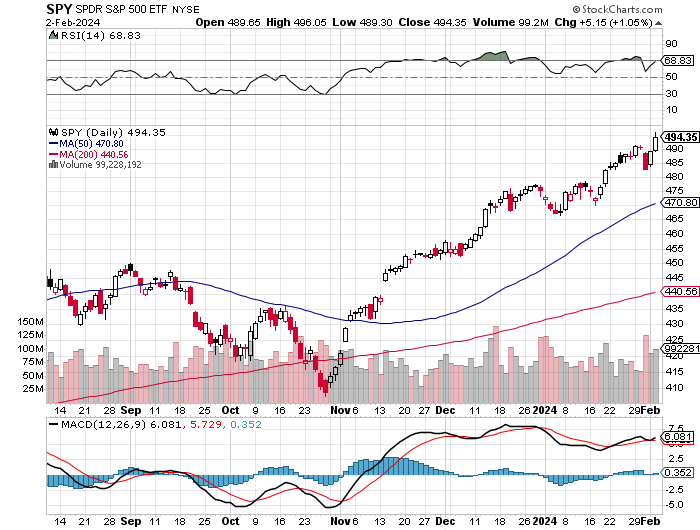 SPY SPDR S&P 500 ETF NYSE © StockCharts.com
2-Feb-2024 Open 489.65 High 496.05 Low 489.30 Close 494.35 Volume 99.2M Chg +5.15 (+1.05%)
RSI(14) 68.83
90
70
68.83
50
30
10
SPY (Daily) 494.35
MA(50) 470.80
MA(200) 440.56
Volume 99,228,192
494.35
490
485
480
475
470.80
465
460
455
450
445
440.56
435
430
425
420
415
410
99228192
150M
125M
100M
75M
50M
25M
14 21 28 Sep 11 18 25 Oct 9 16 23 Nov 6 13 20 27 Dec 11 18 26 2024 8 16 22 29 Feb
MACD(12,26,9) 6.081, 5.729, 0.352
7.5
6.081
5.0
2.5
0.352
-2.5
-5.0
14 21 28 Sep 11 18 25 Oct 9 16 23 Nov 6 13 20 27 Dec 11 18 26 2024 8 16 22 29 Feb